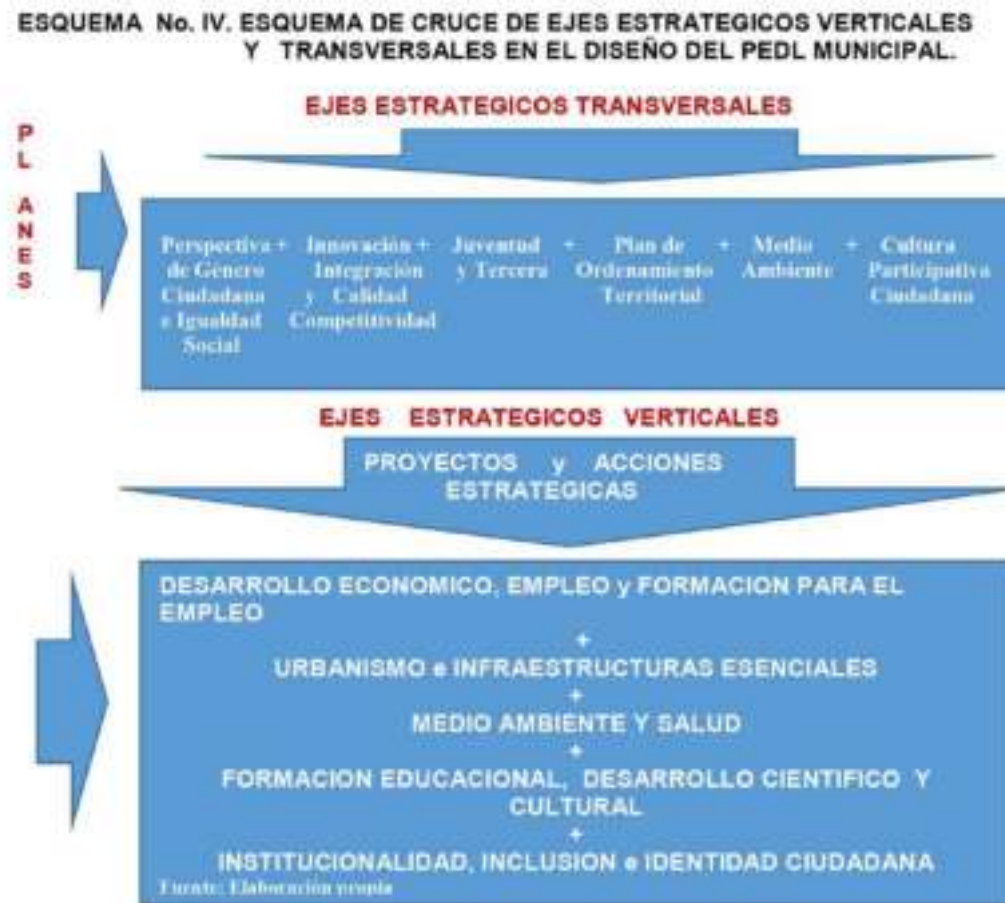 ESQUEMA No. IV. ESQUEMA DE CRUCE DE EJES ESTRATEGICOS VERTICALES
Y TRANSVERSALES EN EL DISEÑO DEL PEDL MUNICIPAL.
EJES ESTRATEGICOS TRANSVERSALES
PL ANES
Perspectiva + Innovación + Juventud + Plan de + Medio + Cultura
de Género Integración y Tercera Ordenamiento Ambiente Participativa
Ciudadana y Calidad Territorial Ciudadana
e Igualdad Competitividad
Social
EJES ESTRATEGICOS VERTICALES
PROYECTOS y ACCIONES
ESTRATEGICAS
DESARROLLO ECONOMICO, EMPLEO y FORMACION PARA EL
EMPLEO
+
URBANISMO e INFRAESTRUCTURAS ESENCIALES
+
MEDIO AMBIENTE Y SALUD
+
FORMACION EDUCACIONAL, DESARROLLO CIENTIFICO Y
CULTURAL
+
INSTITUCIONALIDAD, INCLUSION e IDENTIDAD CIUDADANA
Fuente: Elaboración propia